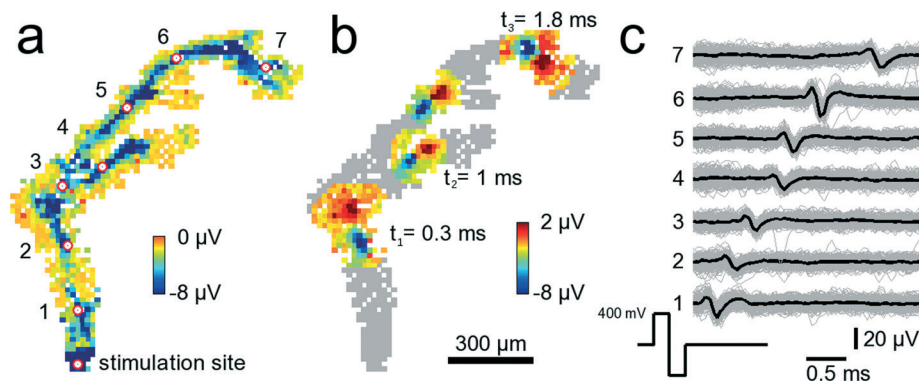 a
b
c
6
7
5
4
3
2
1
0 µV
-8 µV
stimulation site
t3= 1.8 ms
t2= 1 ms
t1= 0.3 ms
2 µV
-8 µV
300 µm
7
6
5
4
3
2
1
400 mV
20 µV
0.5 ms